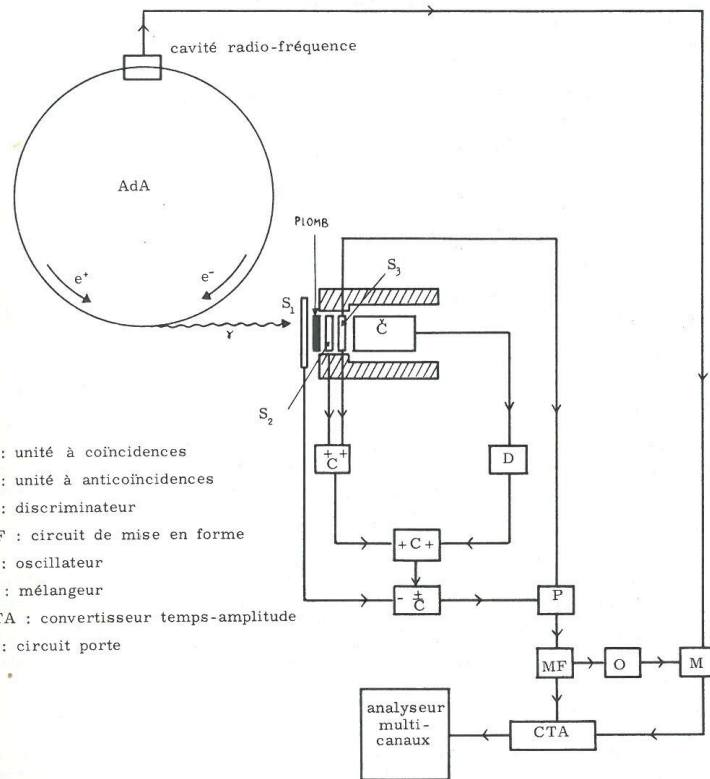 cavité radio-fréquence
AdA
PLOMB
e⁺
e⁻
S₁
S₃
Č
γ
S₂
+ +
C
D
+ C +
- ±
C
P
MF
O
M
CTA
analyseur
multi-
canaux
: unité à coïncidences
: unité à anticoïncidences
: discriminateur
F : circuit de mise en forme
: oscillateur
: mélangeur
TA : convertisseur temps-amplitude
: circuit porte